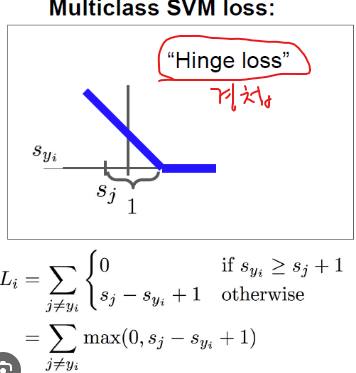 Multiclass SVM loss:
"Hinge loss"
경첩
s_{y_i}
s_j
1
L_i = \sum_{j \neq y_i} \begin{cases} 0 & \text{if } s_{y_i} \geq s_j + 1 \\ s_j - s_{y_i} + 1 & \text{otherwise} \end{cases}
= \sum_{j \neq y_i} \max(0, s_j - s_{y_i} + 1)